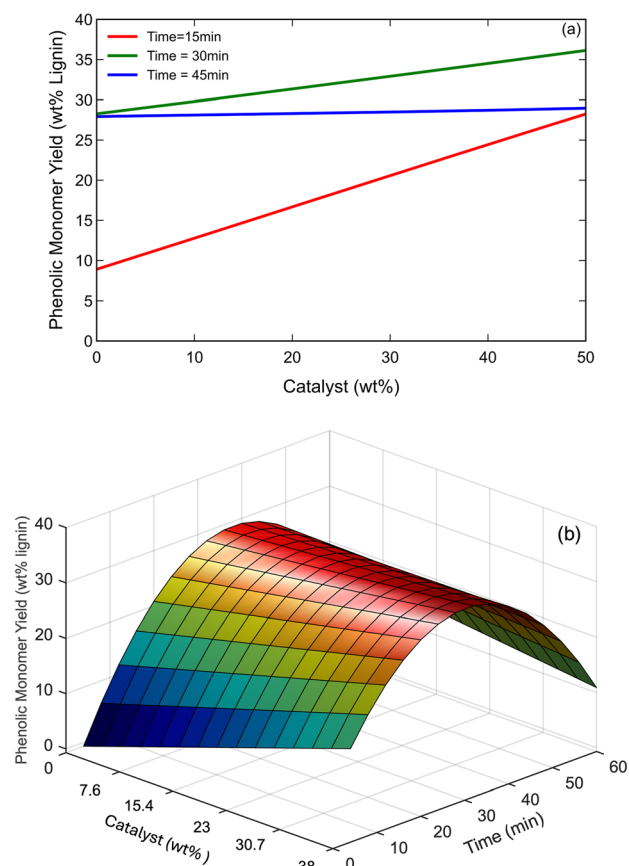 40
(a)
Time=15min
35
Time = 30min
Time = 45min
30
25
20
15
10
5
0
0 10 20 30 40 50
Phenolic Monomer Yield (wt% Lignin)
Catalyst (wt%)
(b)
40
30
20
10
0
Phenolic Monomer Yield (wt% lignin)
0
7.6
15.4
23
30.7
38
Catalyst (wt%)
0
10
20
30
40
50
60
Time (min)